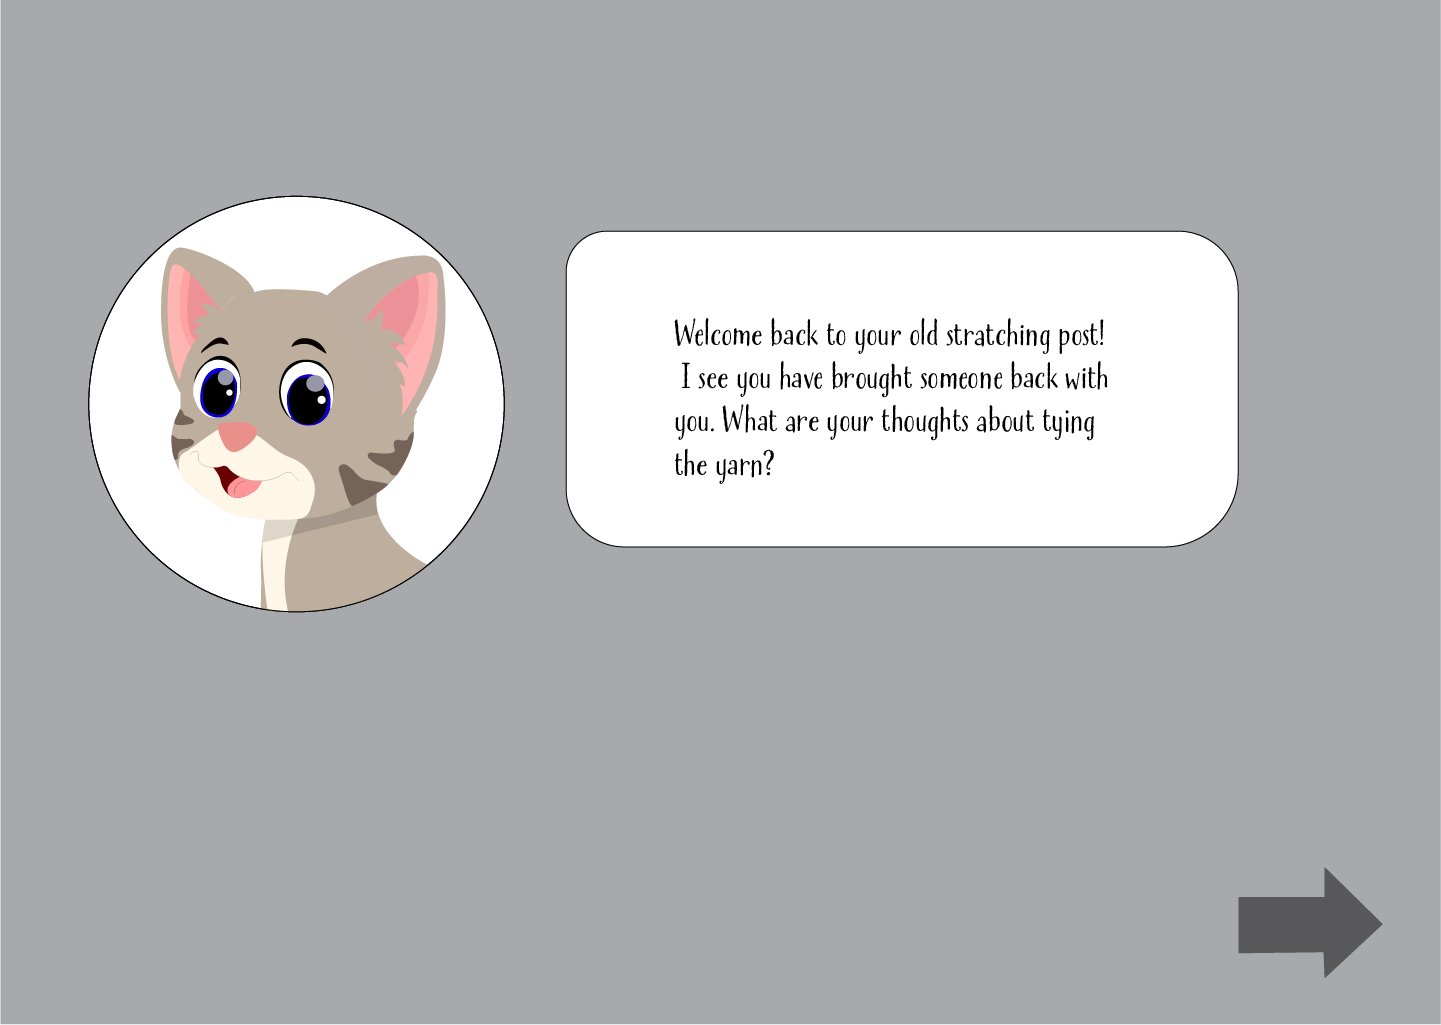 Welcome back to your old stratching post!
I see you have brought someone back with
you. What are your thoughts about tying
the yarn?